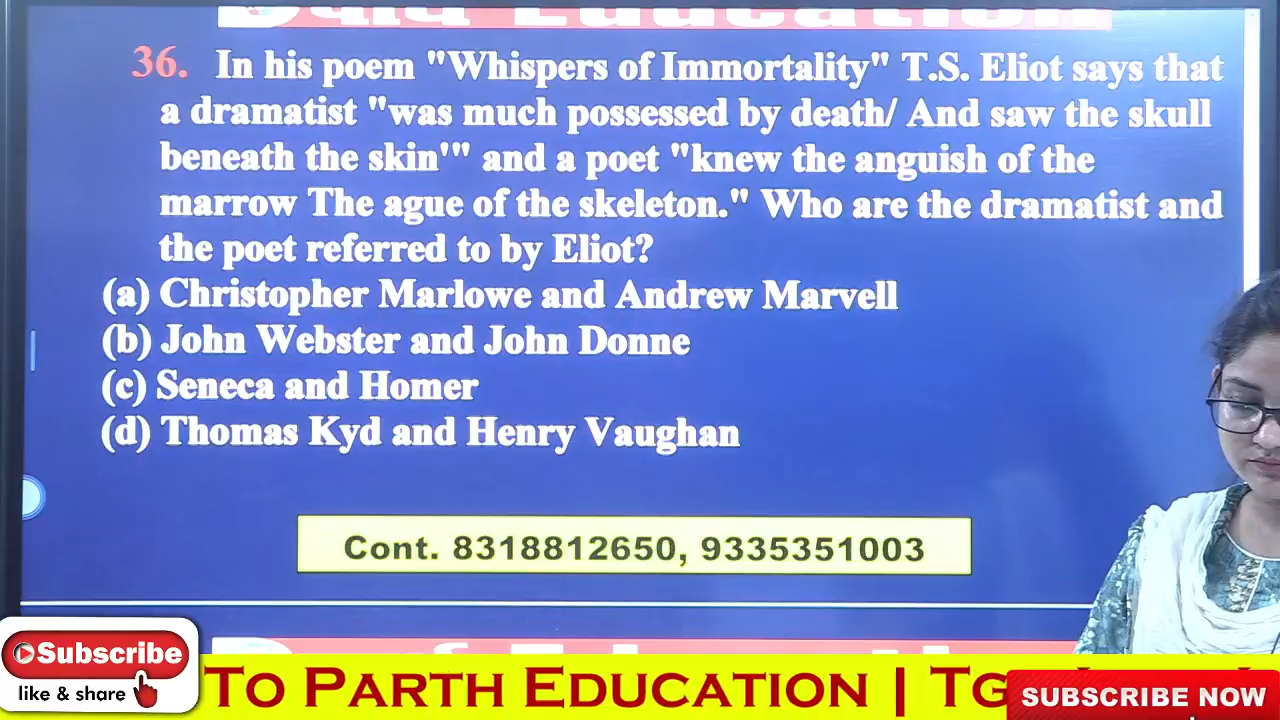 36. In his poem "Whispers of Immortality" T.S. Eliot says that
a dramatist "was much possessed by death/ And saw the skull
beneath the skin'" and a poet "knew the anguish of the
marrow The ague of the skeleton." Who are the dramatist and
the poet referred to by Eliot?
(a) Christopher Marlowe and Andrew Marvell
(b) John Webster and John Donne
(c) Seneca and Homer
(d) Thomas Kyd and Henry Vaughan
Cont. 8318812650, 9335351003
Subscribe
like & share
To Parth Education | Tg
SUBSCRIBE NOW